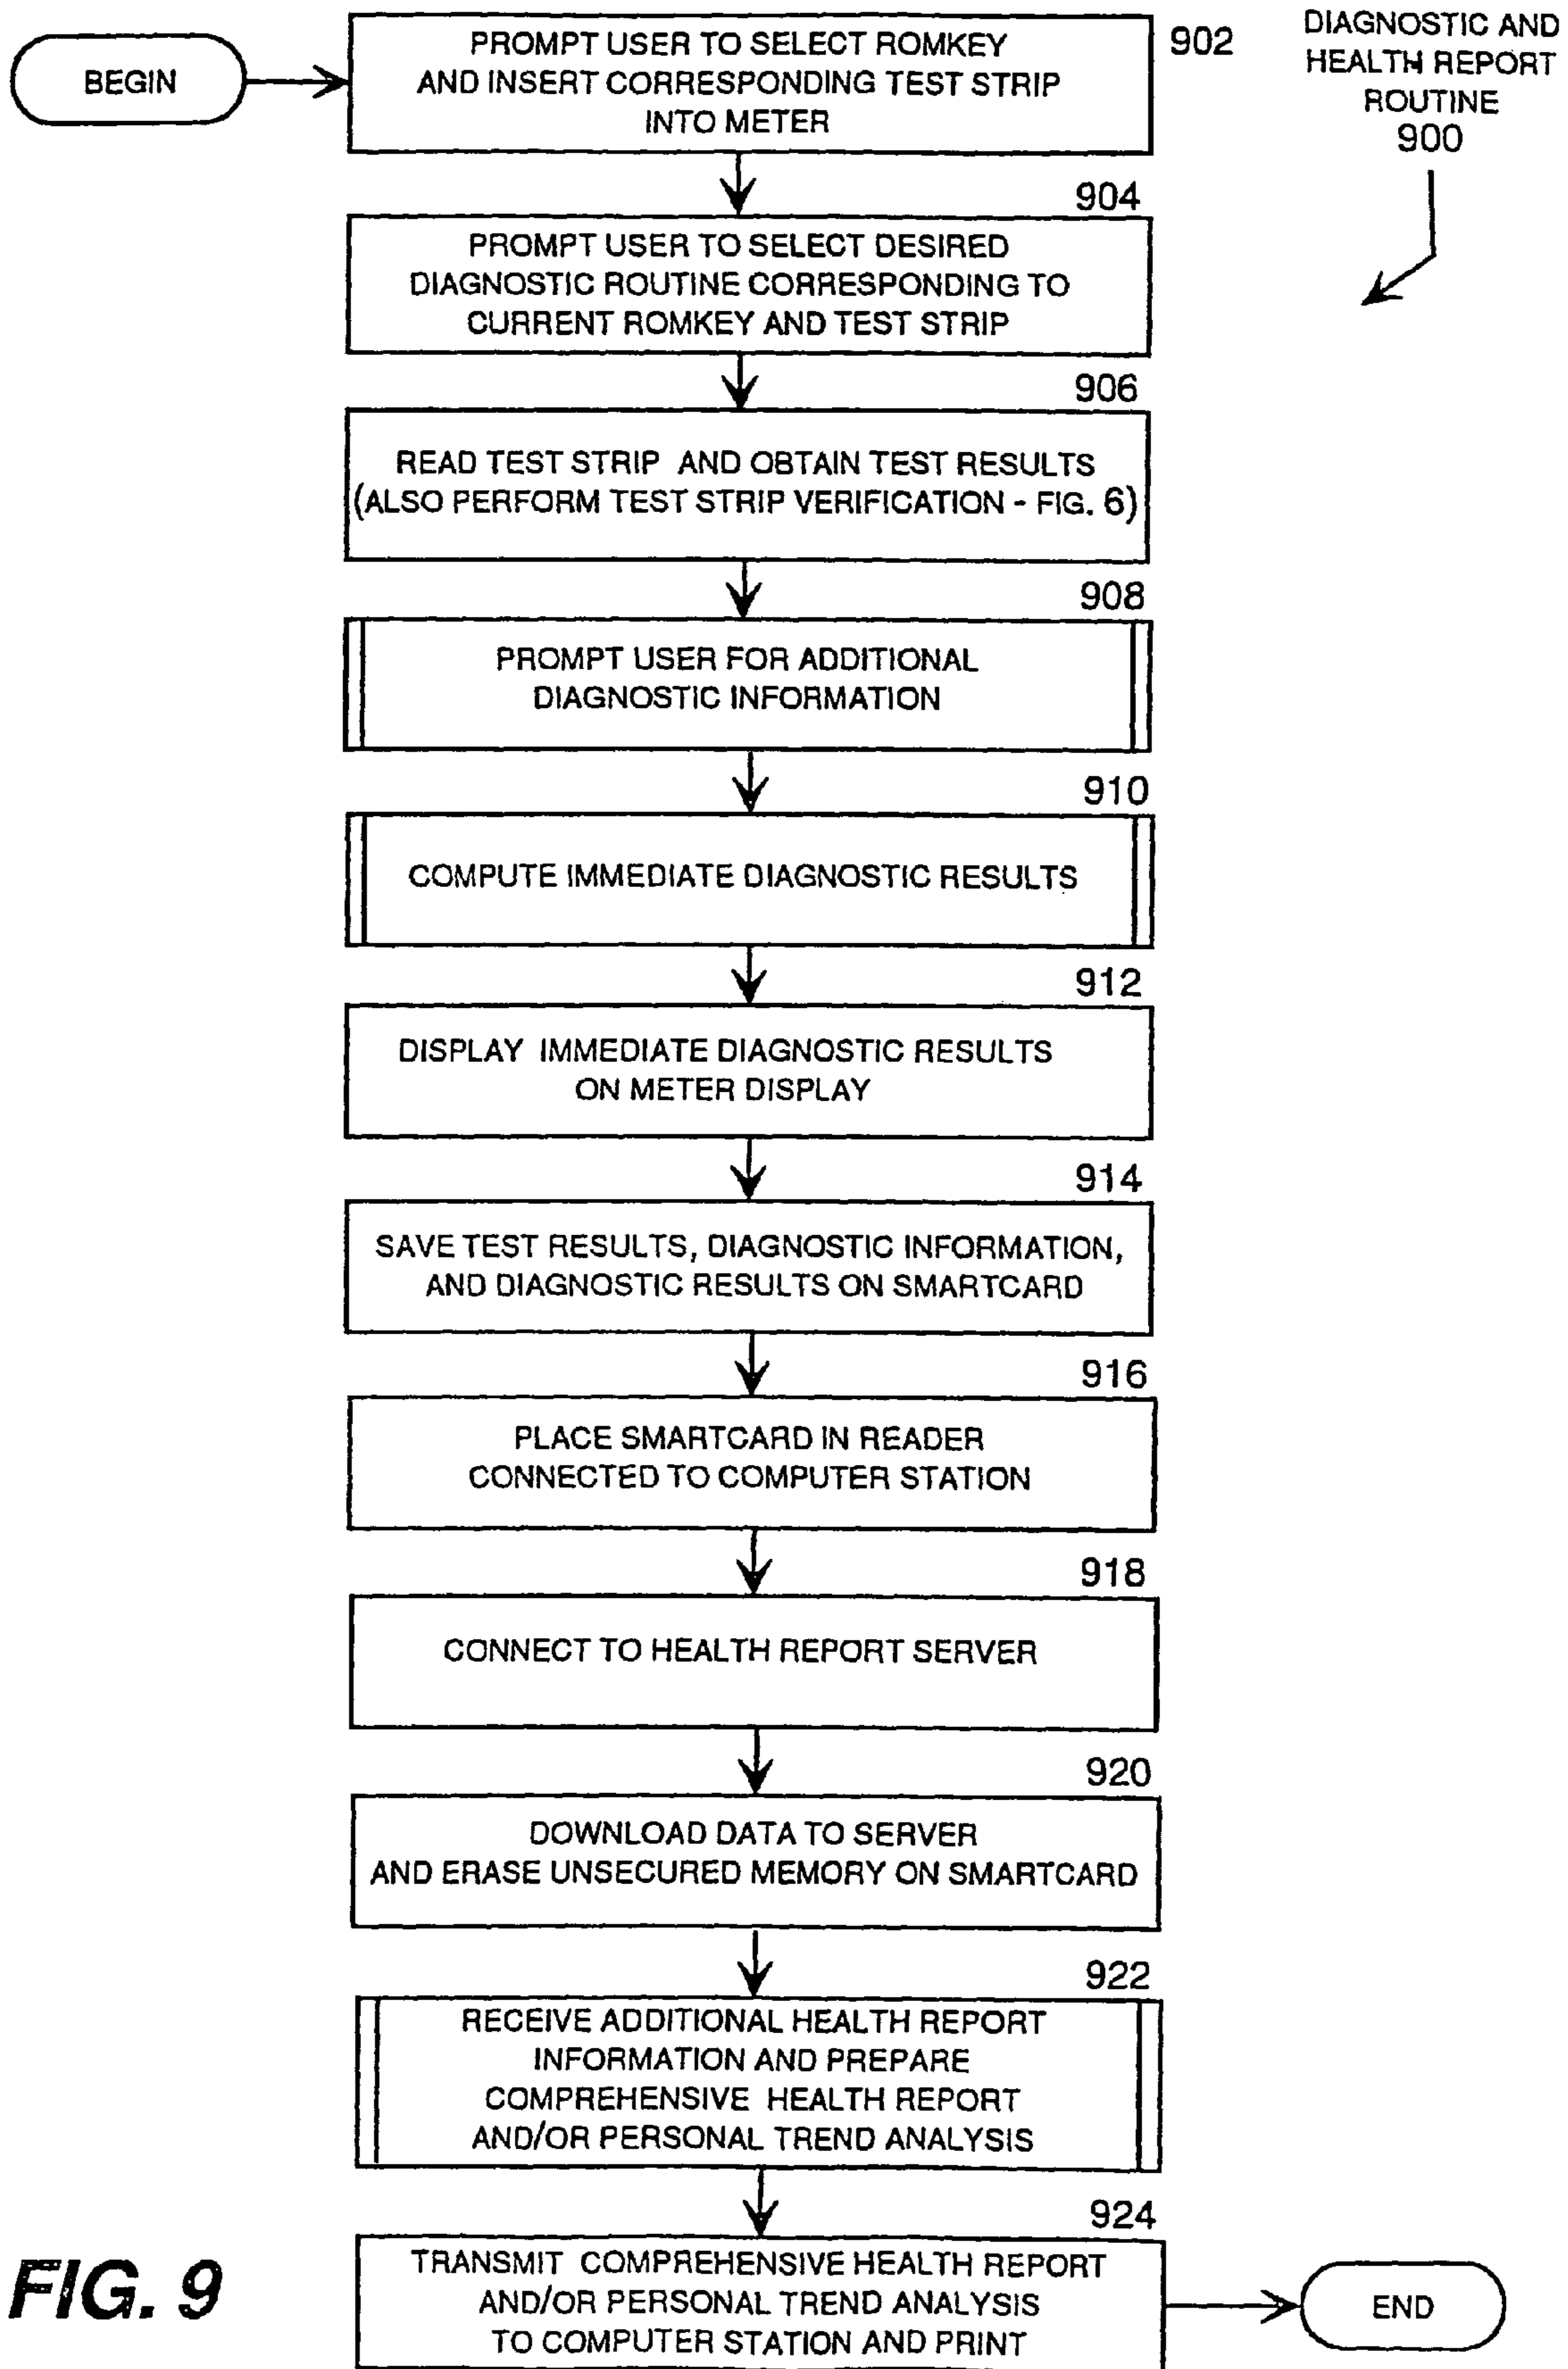 BEGIN
PROMPT USER TO SELECT ROMKEY
AND INSERT CORRESPONDING TEST STRIP
INTO METER
902
DIAGNOSTIC AND
HEALTH REPORT
ROUTINE
900
904
PROMPT USER TO SELECT DESIRED
DIAGNOSTIC ROUTINE CORRESPONDING TO
CURRENT ROMKEY AND TEST STRIP
906
READ TEST STRIP AND OBTAIN TEST RESULTS
(ALSO PERFORM TEST STRIP VERIFICATION - FIG. 6)
908
PROMPT USER FOR ADDITIONAL
DIAGNOSTIC INFORMATION
910
COMPUTE IMMEDIATE DIAGNOSTIC RESULTS
912
DISPLAY IMMEDIATE DIAGNOSTIC RESULTS
ON METER DISPLAY
914
SAVE TEST RESULTS, DIAGNOSTIC INFORMATION,
AND DIAGNOSTIC RESULTS ON SMARTCARD
916
PLACE SMARTCARD IN READER
CONNECTED TO COMPUTER STATION
918
CONNECT TO HEALTH REPORT SERVER
920
DOWNLOAD DATA TO SERVER
AND ERASE UNSECURED MEMORY ON SMARTCARD
922
RECEIVE ADDITIONAL HEALTH REPORT
INFORMATION AND PREPARE
COMPREHENSIVE HEALTH REPORT
AND/OR PERSONAL TREND ANALYSIS
924
TRANSMIT COMPREHENSIVE HEALTH REPORT
AND/OR PERSONAL TREND ANALYSIS
TO COMPUTER STATION AND PRINT
END
FIG. 9